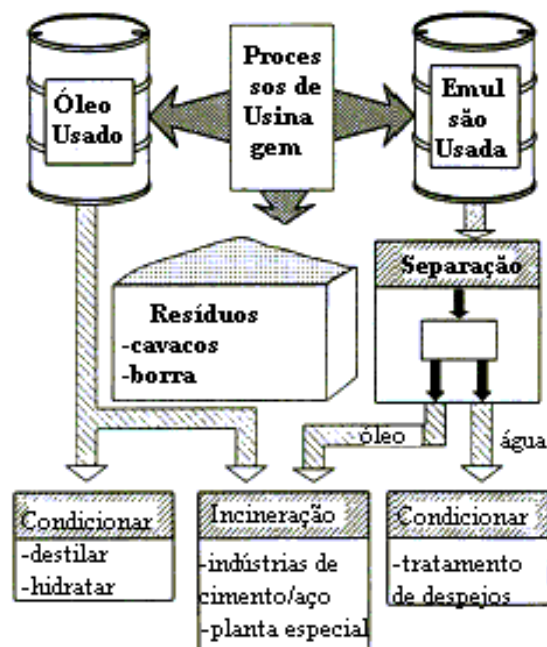 Óleo
Usado
Proces
sos de
Usina
gem
Emul
são
Usada
Separação
Resíduos
-cavacos
-borra
óleo
água
Condicionar
-destilar
-hidratar
Incineração
-indústrias de
cimento/aço
-planta especial
Condicionar
-tratamento
de despejos